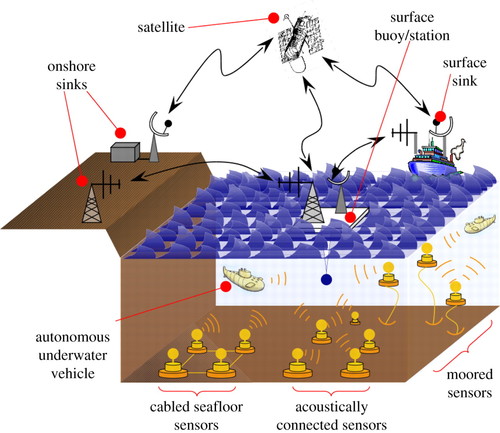 satellite
surface
buoy/station
onshore
sinks
surface
sink
autonomous
underwater
vehicle
cabled seafloor
sensors
acoustically
connected sensors
moored
sensors